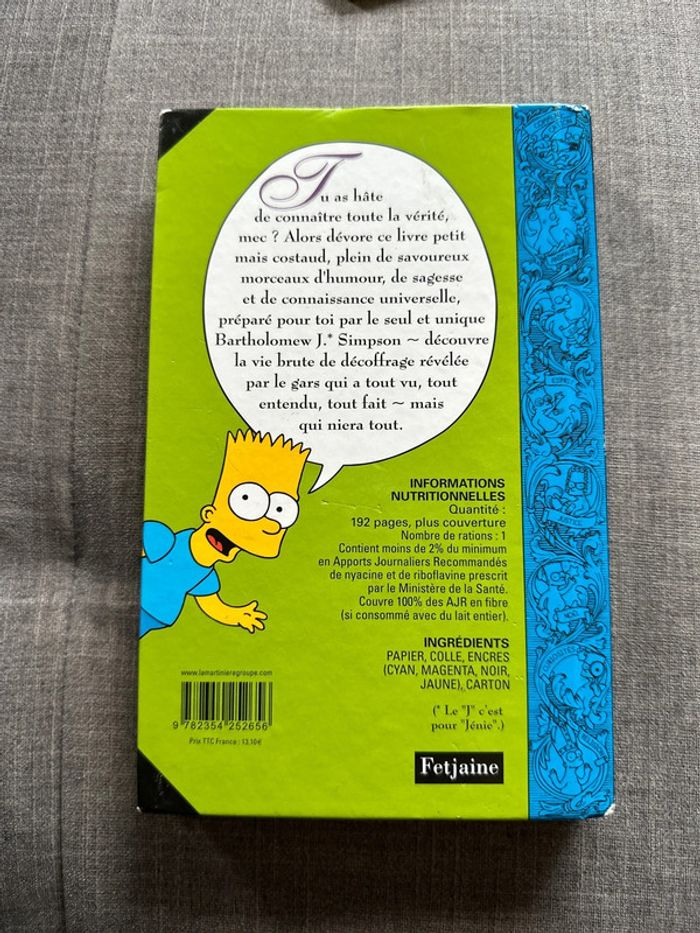 Tu as hâte
de connaître toute la vérité,
mec ? Alors dévore ce livre petit
mais costaud, plein de savoureux
morceaux d'humour, de sagesse
et de connaissance universelle,
préparé pour toi par le seul et unique
Bartholomew J.* Simpson ~ découvre
la vie brute de décoffrage révélée
par le gars qui a tout vu, tout
entendu, tout fait ~ mais
qui niera tout.
INFORMATIONS
NUTRITIONNELLES
Quantité :
192 pages, plus couverture
Nombre de rations : 1
Contient moins de 2% du minimum
en Apports Journaliers Recommandés
de nyacine et de riboflavine prescrit
par le Ministère de la Santé.
Couvre 100% des AJR en fibre
(si consommé avec du lait entier).
INGRÉDIENTS
PAPIER, COLLE, ENCRES
(CYAN, MAGENTA, NOIR,
JAUNE), CARTON
(* Le "J" c'est
pour "Jénie".)
www.lamartinieregroupe.com
9 782354 252656
Prix TTC France : 13,10€
Fetjaine
JUSTICE